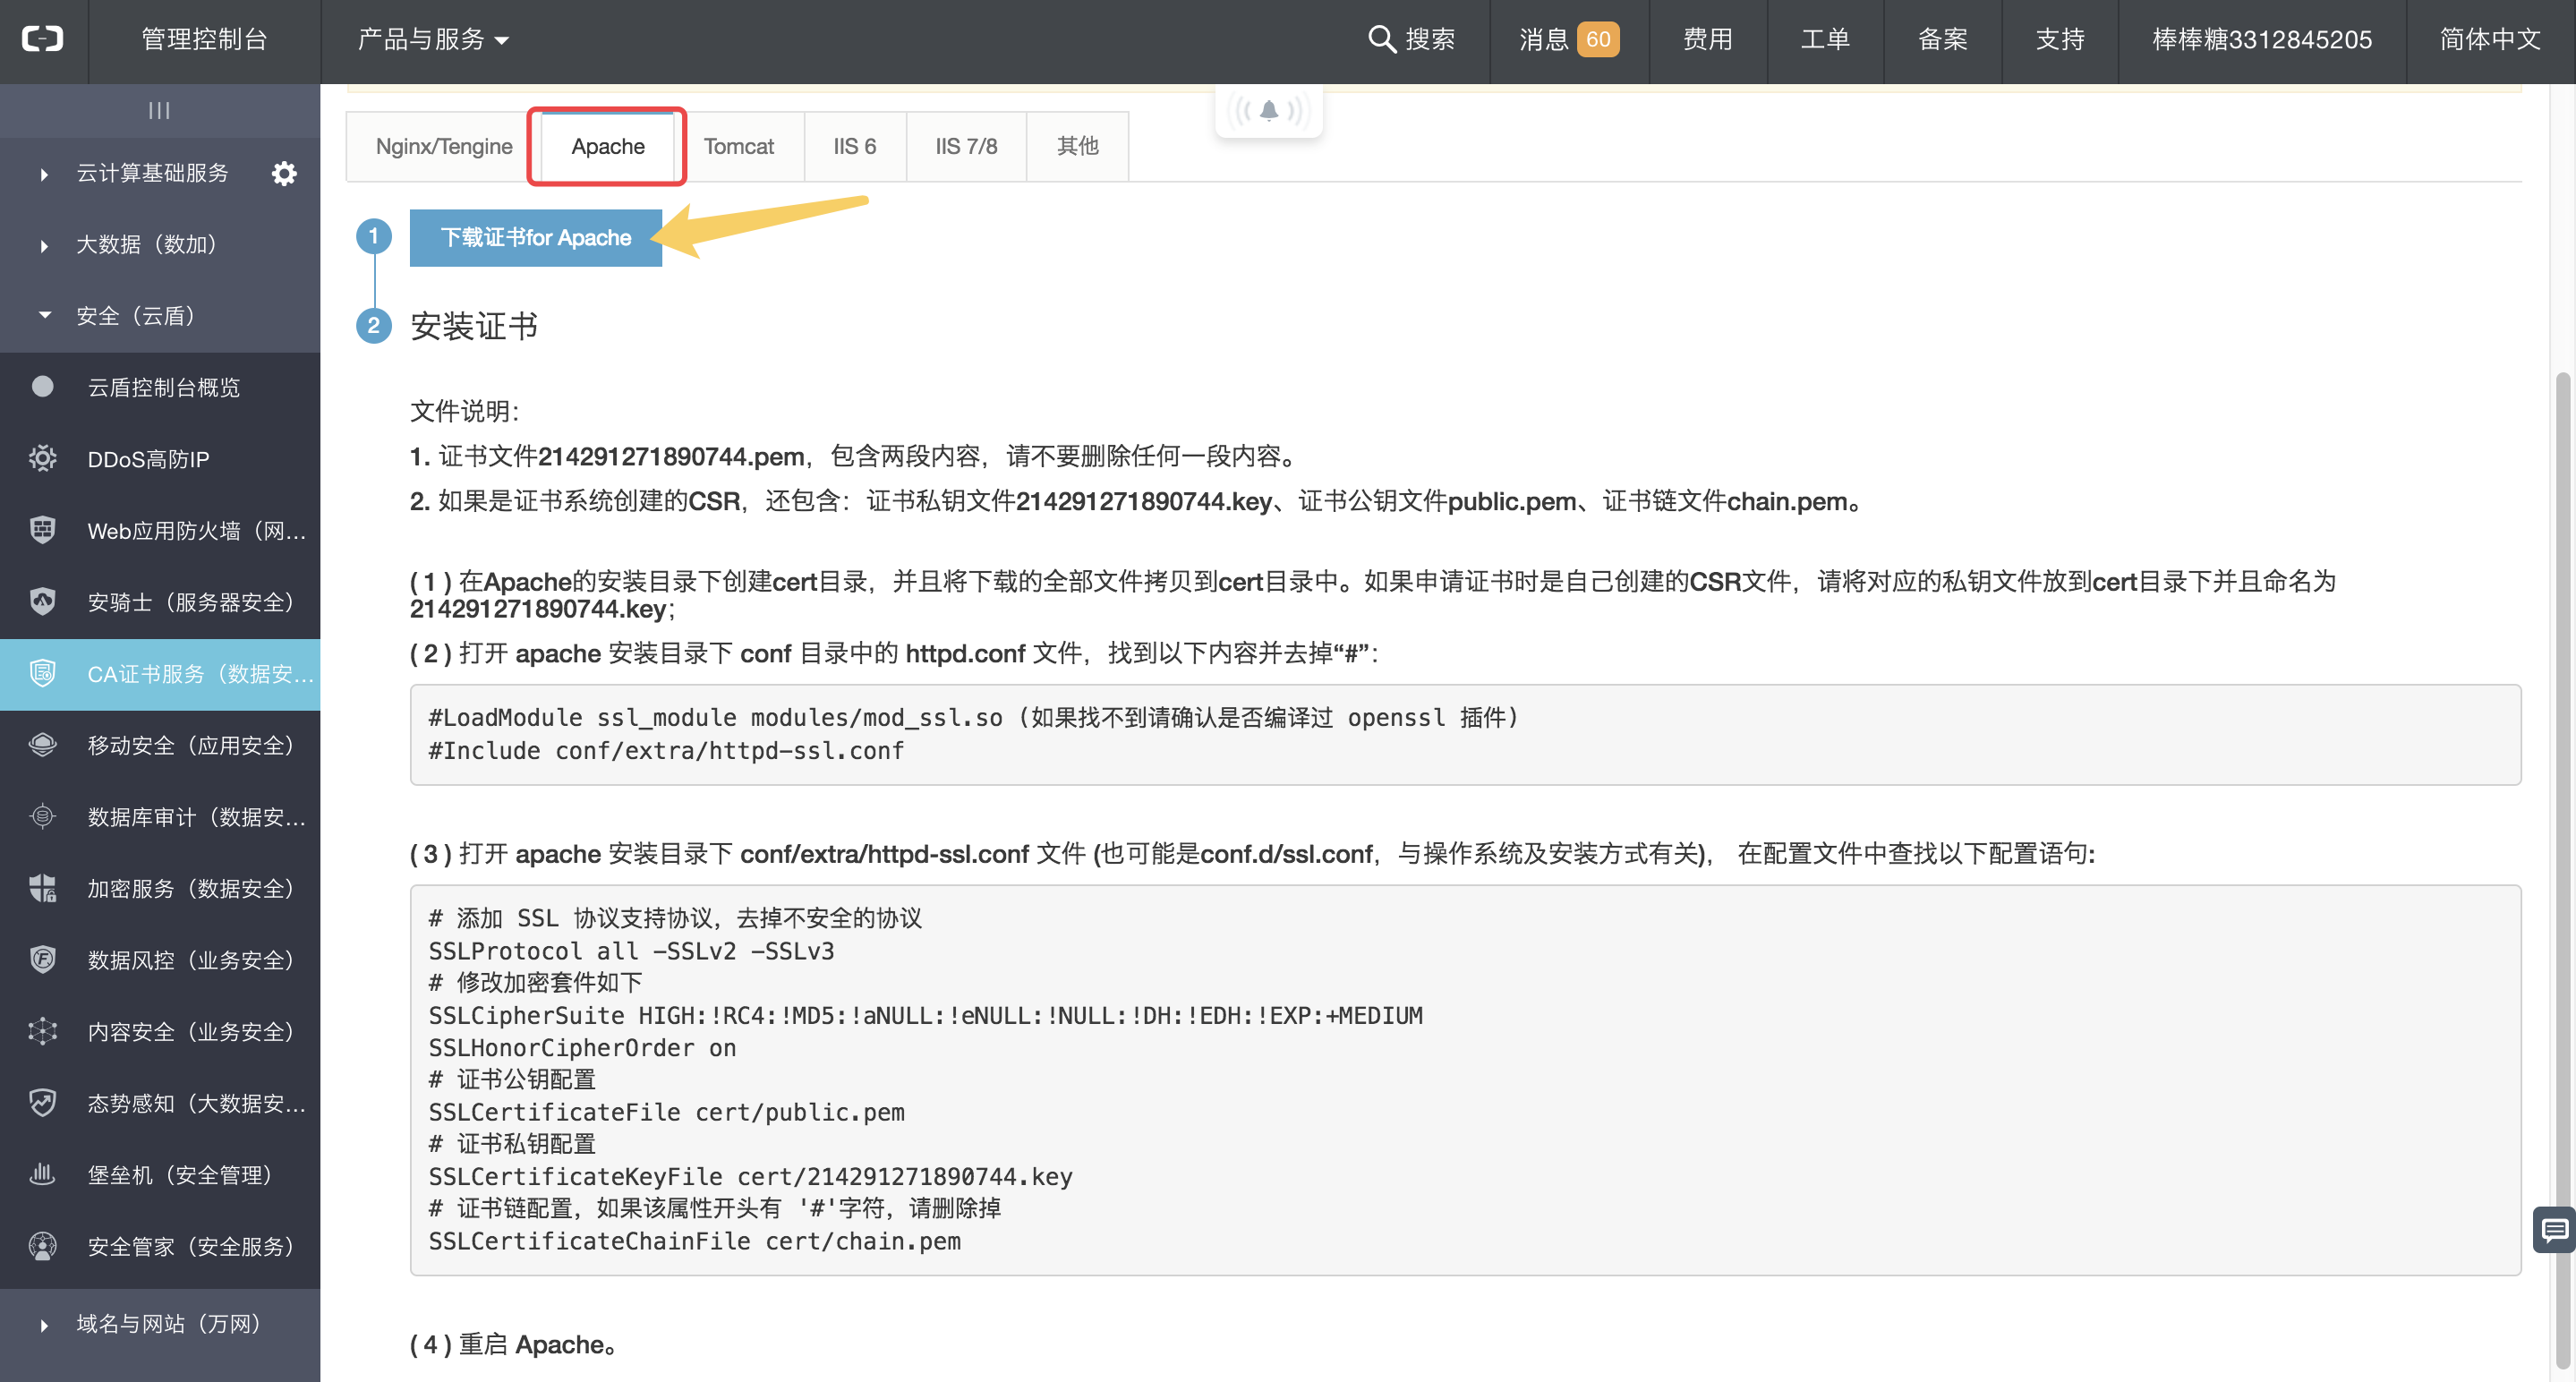 管理控制台
产品与服务
搜索
消息 60
费用
工单
备案
支持
棒棒糖3312845205
简体中文
云计算基础服务
大数据（数加）
安全（云盾）
云盾控制台概览
DDoS高防IP
Web应用防火墙（网...
安骑士（服务器安全）
CA证书服务（数据安...
移动安全（应用安全）
数据库审计（数据安...
加密服务（数据安全）
数据风控（业务安全）
内容安全（业务安全）
态势感知（大数据安...
堡垒机（安全管理）
安全管家（安全服务）
域名与网站（万网）
Nginx/Tengine
Apache
Tomcat
IIS 6
IIS 7/8
其他
1
下载证书for Apache
2
安装证书
文件说明：
1. 证书文件214291271890744.pem，包含两段内容，请不要删除任何一段内容。
2. 如果是证书系统创建的CSR，还包含：证书私钥文件214291271890744.key、证书公钥文件public.pem、证书链文件chain.pem。
( 1 ) 在Apache的安装目录下创建cert目录，并且将下载的全部文件拷贝到cert目录中。如果申请证书时是自己创建的CSR文件，请将对应的私钥文件放到cert目录下并且命名为
214291271890744.key；
( 2 ) 打开 apache 安装目录下 conf 目录中的 httpd.conf 文件，找到以下内容并去掉“#”：
#LoadModule ssl_module modules/mod_ssl.so (如果找不到请确认是否编译过 openssl 插件)
#Include conf/extra/httpd-ssl.conf
( 3 ) 打开 apache 安装目录下 conf/extra/httpd-ssl.conf 文件 (也可能是conf.d/ssl.conf，与操作系统及安装方式有关)， 在配置文件中查找以下配置语句:
# 添加 SSL 协议支持协议，去掉不安全的协议
SSLProtocol all -SSLv2 -SSLv3
# 修改加密套件如下
SSLCipherSuite HIGH:!RC4:!MD5:!aNULL:!eNULL:!NULL:!DH:!EDH:!EXP:+MEDIUM
SSLHonorCipherOrder on
# 证书公钥配置
SSLCertificateFile cert/public.pem
# 证书私钥配置
SSLCertificateKeyFile cert/214291271890744.key
# 证书链配置，如果该属性开头有 '#'字符，请删除掉
SSLCertificateChainFile cert/chain.pem
( 4 ) 重启 Apache。